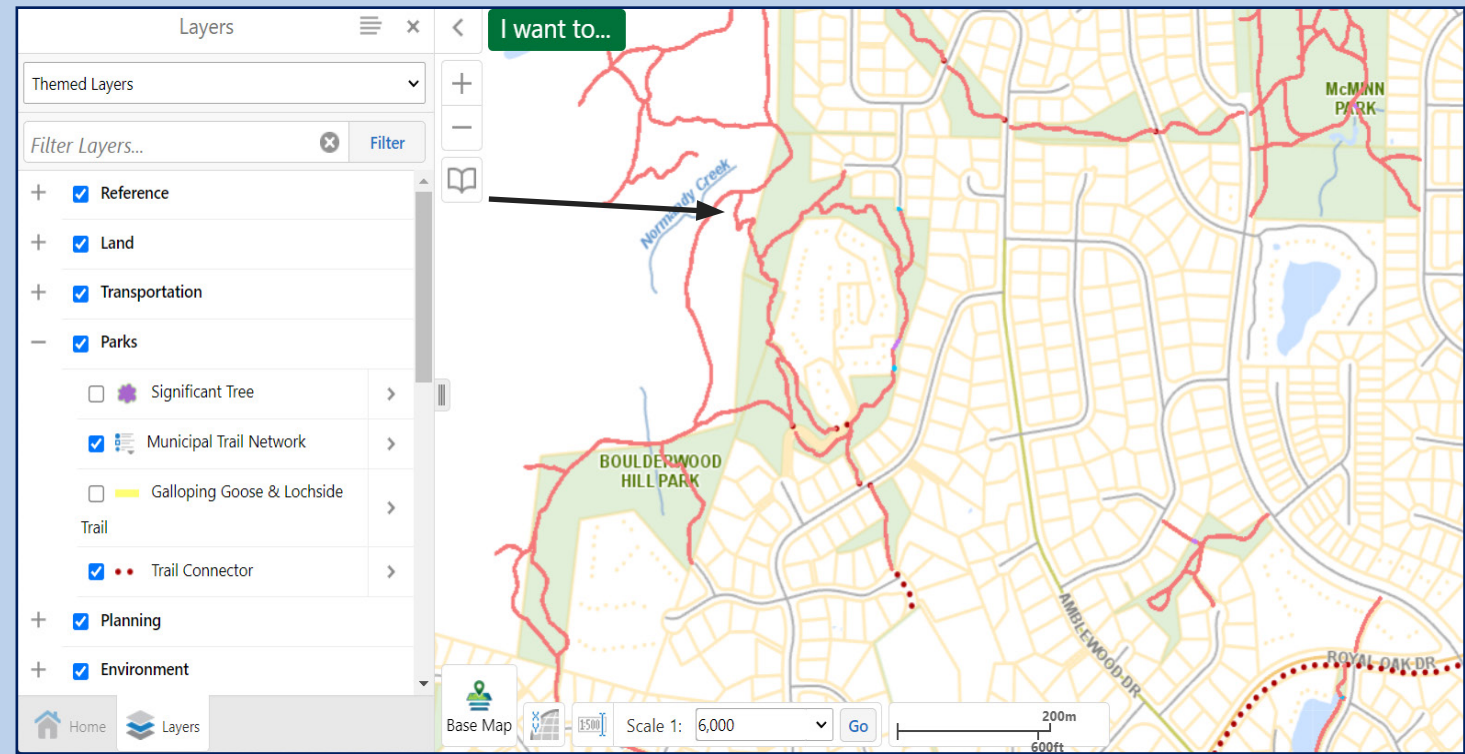 Layers
Themed Layers
Filter Layers...
Filter
Reference
Land
Transportation
Parks
Significant Tree
Municipal Trail Network
Galloping Goose & Lochside
Trail
Trail Connector
Planning
Environment
Home
Layers
I want to...
McMINN
PARK
Normandy Creek
BOULDERWOOD
HILL PARK
AMBLEWOOD DR
ROYAL OAK DR
Base Map
X Y
1:500
Scale 1:
6,000
Go
200m
600ft